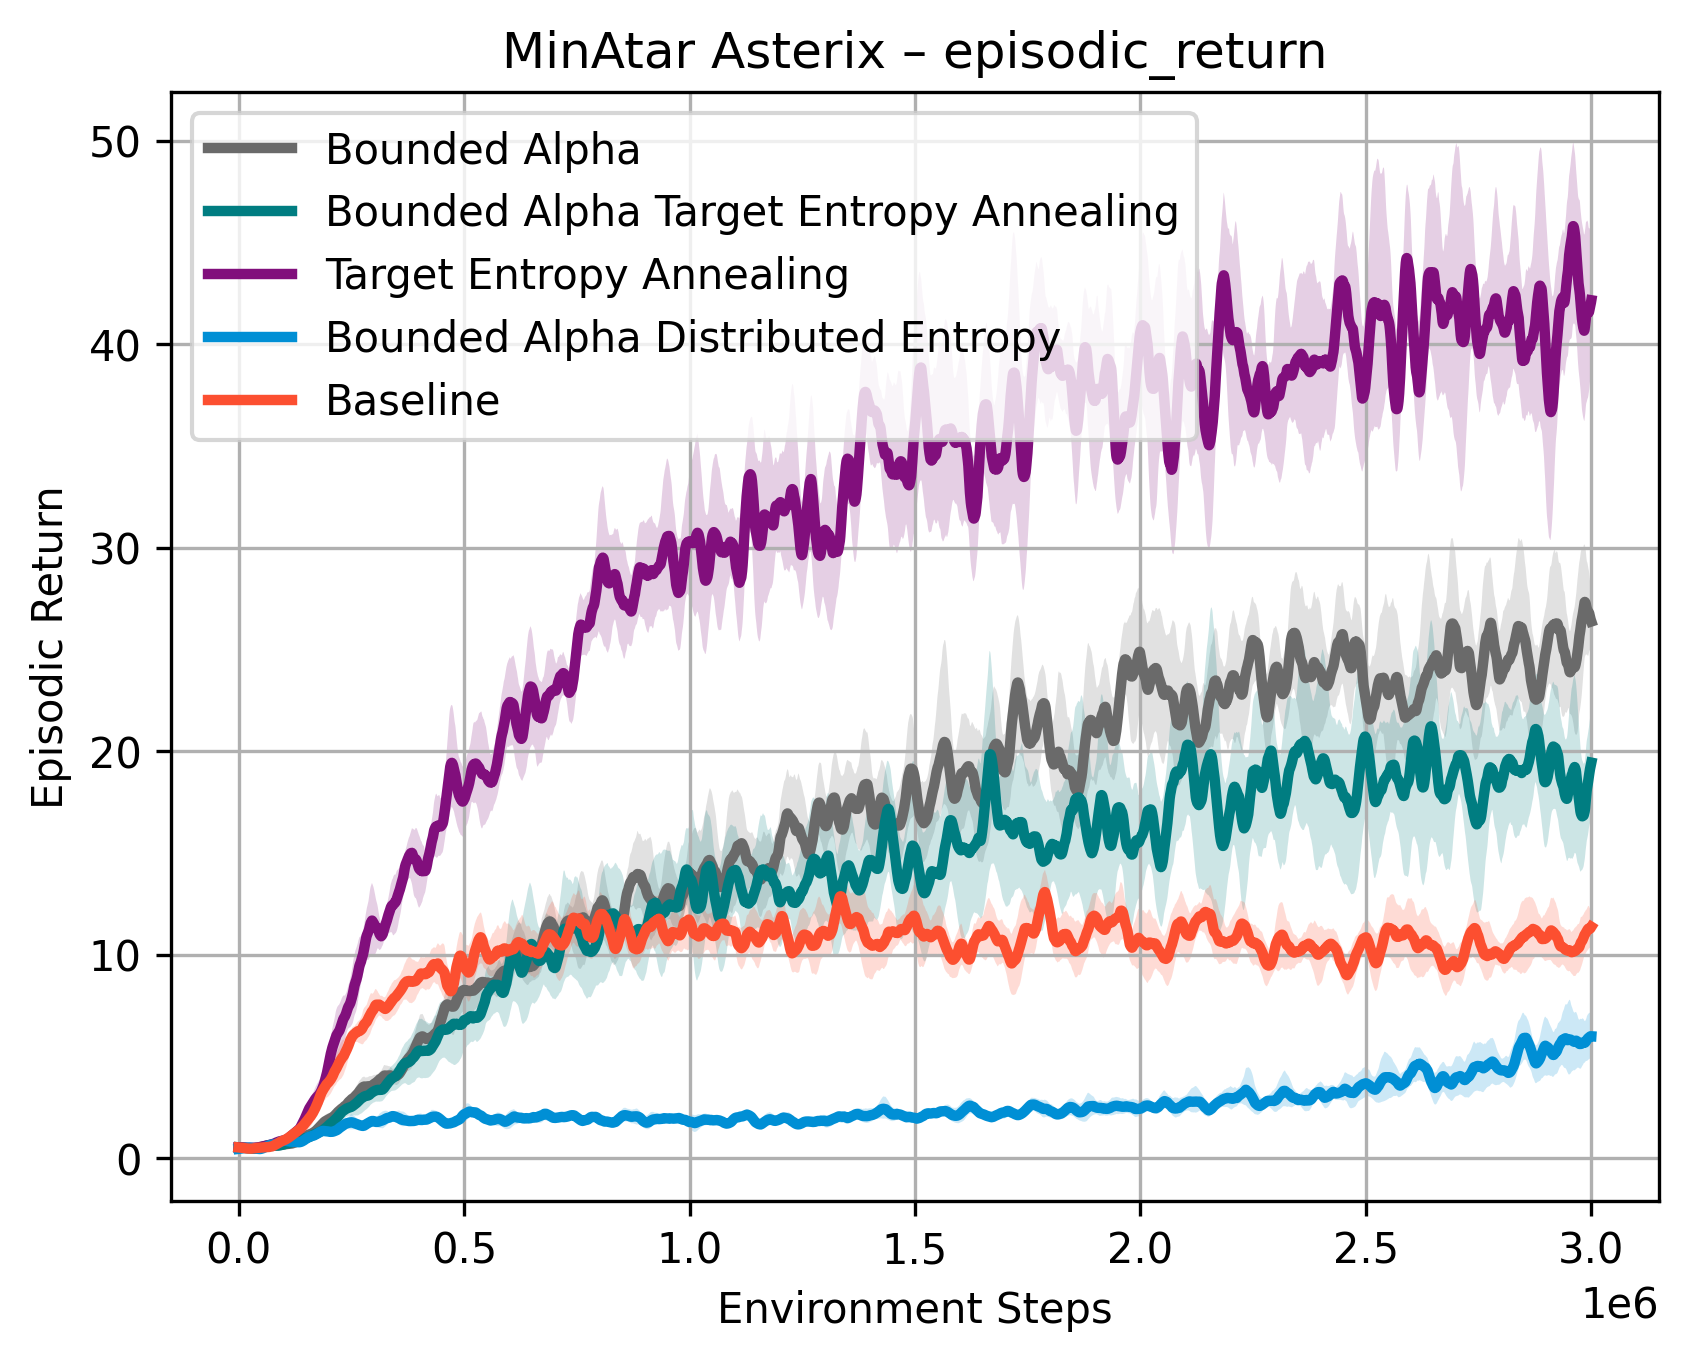 MinAtar Asterix – episodic_return
50
40
30
20
10
0
Episodic Return
Bounded Alpha
Bounded Alpha Target Entropy Annealing
Target Entropy Annealing
Bounded Alpha Distributed Entropy
Baseline
0.0 0.5 1.0 1.5 2.0 2.5 3.0
1e6
Environment Steps